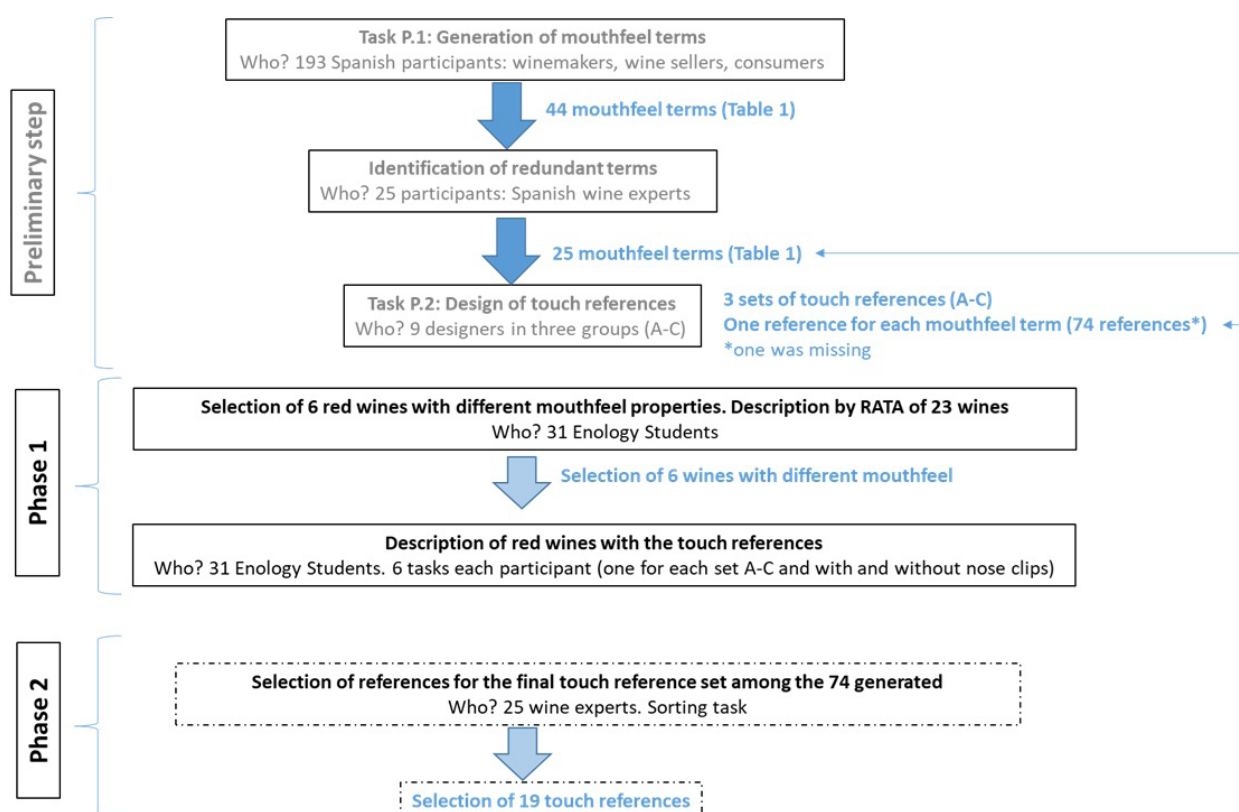 Preliminary step
Task P.1: Generation of mouthfeel terms
Who? 193 Spanish participants: winemakers, wine sellers, consumers
44 mouthfeel terms (Table 1)
Identification of redundant terms
Who? 25 participants: Spanish wine experts
25 mouthfeel terms (Table 1)
Task P.2: Design of touch references
Who? 9 designers in three groups (A-C)
3 sets of touch references (A-C)
One reference for each mouthfeel term (74 references*)
*one was missing
Phase 1
Selection of 6 red wines with different mouthfeel properties. Description by RATA of 23 wines
Who? 31 Enology Students
Selection of 6 wines with different mouthfeel
Description of red wines with the touch references
Who? 31 Enology Students. 6 tasks each participant (one for each set A-C and with and without nose clips)
Phase 2
Selection of references for the final touch reference set among the 74 generated
Who? 25 wine experts. Sorting task
Selection of 19 touch references